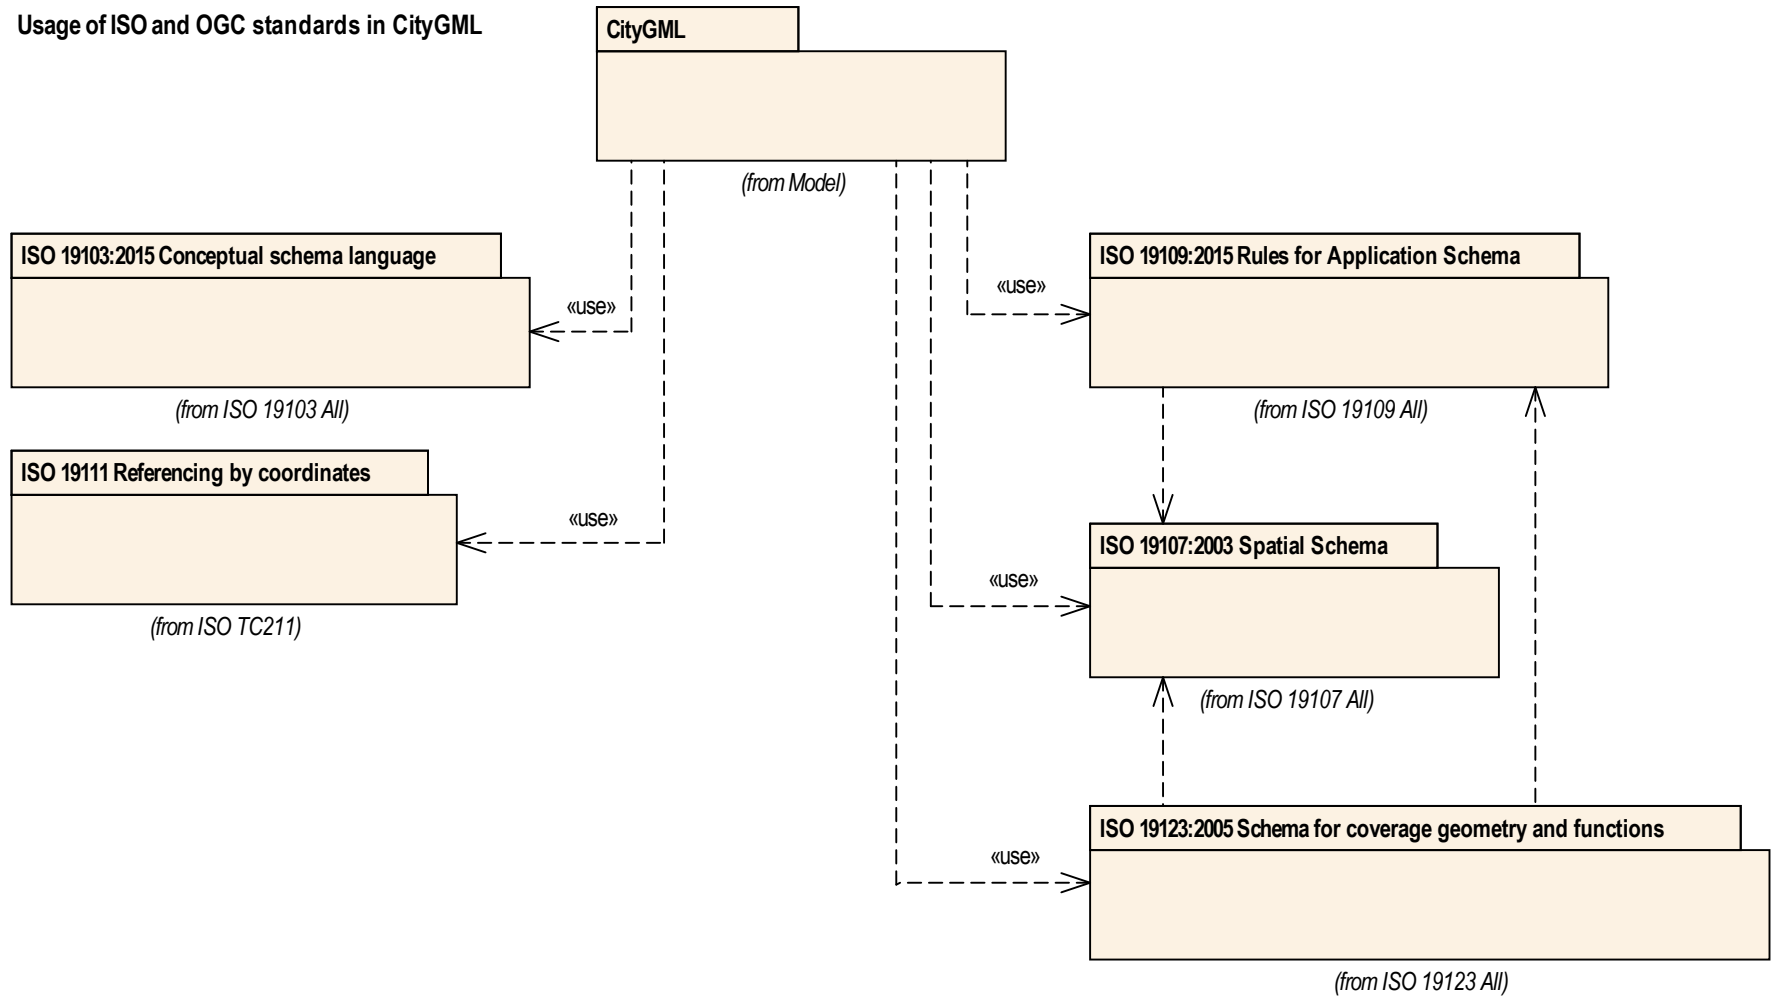 Usage of ISO and OGC standards in CityGML
CityGML
(from Model)
ISO 19103:2015 Conceptual schema language
«use»
(from ISO 19103 All)
ISO 19109:2015 Rules for Application Schema
«use»
(from ISO 19109 All)
ISO 19111 Referencing by coordinates
«use»
(from ISO TC211)
ISO 19107:2003 Spatial Schema
«use»
(from ISO 19107 All)
ISO 19123:2005 Schema for coverage geometry and functions
«use»
(from ISO 19123 All)